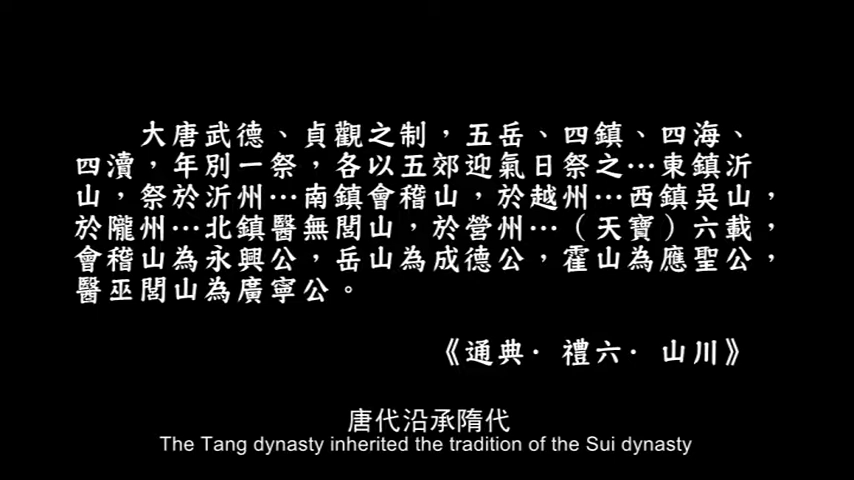 大唐武德、貞觀之制，五岳、四鎮、四海、
四瀆，年別一祭，各以五郊迎氣日祭之…東鎮沂
山，祭於沂州…南鎮會稽山，於越州…西鎮吳山，
於隴州…北鎮醫無閭山，於營州…（天寶）六載，
會稽山為永興公，岳山為成德公，霍山為應聖公，
醫巫閭山為廣寧公。
《通典· 禮六· 山川》
唐代沿承隋代
The Tang dynasty inherited the tradition of the Sui dynasty